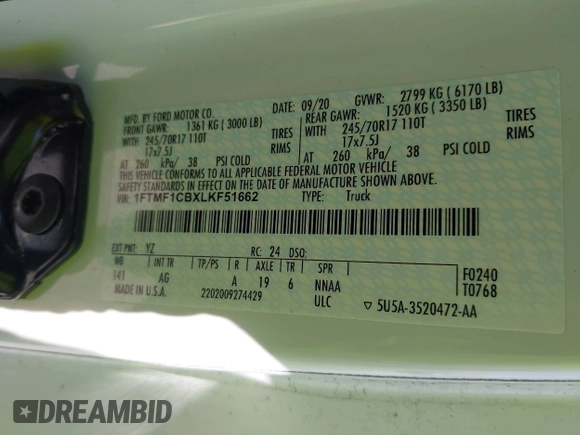 MFD. BY FORD MOTOR CO. DATE: 09/20 GVWR: 2799 KG ( 6170 LB)
FRONT GAWR: 1361 KG ( 3000 LB) REAR GAWR: 1520 KG ( 3350 LB)
WITH 245/70R17 110T TIRES WITH 245/70R17 110T TIRES
17x7.5J RIMS 17x7.5J RIMS
AT 260 kPa/ 38 PSI COLD AT 260 kPa/ 38 PSI COLD
THIS VEHICLE CONFORMS TO ALL APPLICABLE FEDERAL MOTOR VEHICLE
SAFETY STANDARDS IN EFFECT ON THE DATE OF MANUFACTURE SHOWN ABOVE.
VIN: 1FTMF1CBXLKF51662 TYPE: Truck
EXT PNT: YZ RC: 24 DSO:
WB INT TR TP/PS R AXLE TR SPR F0240
141 AG A 19 6 NNAA T0768
MADE IN U.S.A. 2202009274429 ULC ▽ 5U5A-3520472-AA
DREAMBID